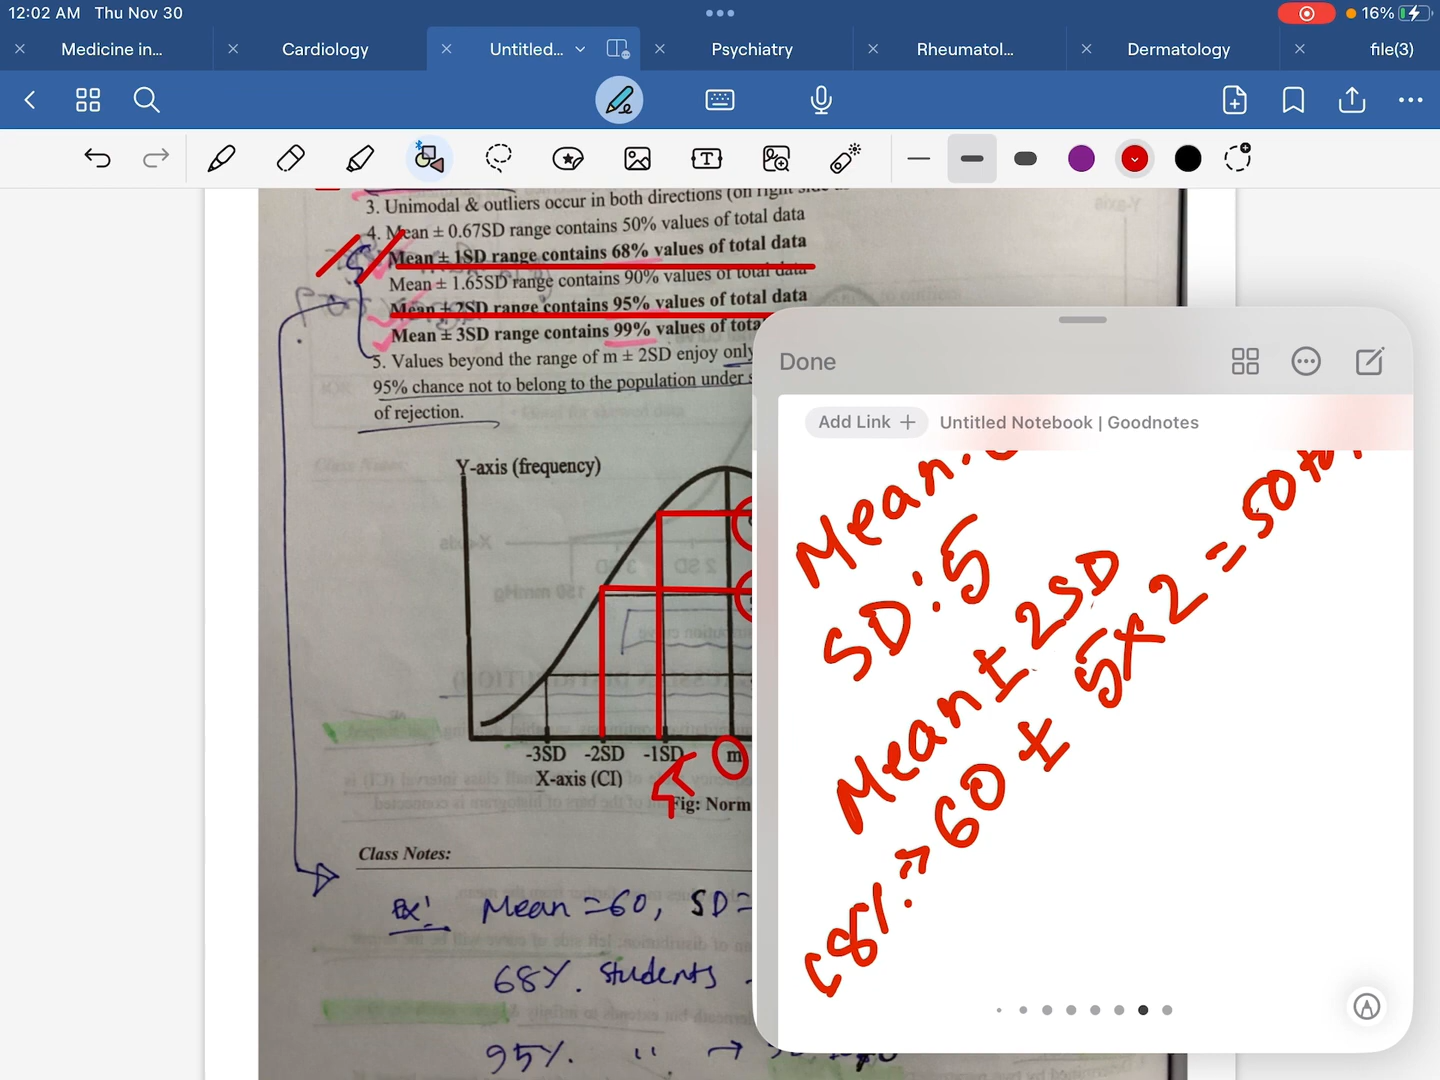 12:02 AM Thu Nov 30
16%
Medicine in...
Cardiology
Untitled...
Psychiatry
Rheumatol...
Dermatology
file(3)
3. Unimodal & outliers occur in both directions (on right side
4. Mean ± 0.67SD range contains 50% values of total data
Mean ± 1SD range contains 68% values of total data
Mean ± 1.65SD range contains 90% values of total data
Mean ± 2SD range contains 95% values of total data
Mean ± 3SD range contains 99% values of
5. Values beyond the range of m ± 2SD enjoy only
95% chance not to belong to the population under
of rejection.
Y-axis (frequency)
-3SD -2SD -1SD m
X-axis (CI)
Fig: Norm
Class Notes:
Ex! Mean = 60, SD =
68%. students
95%. " →
Done
Add Link + Untitled Notebook | Goodnotes
Mean:
SD: 5
Mean ± 2SD
68%. → 60 ± 5 x 2 = 50